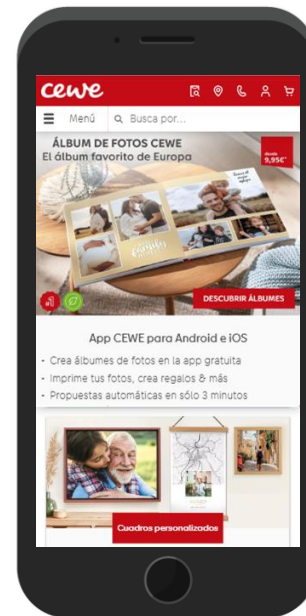 cewe
Menú
Busca por...
ÁLBUM DE FOTOS CEWE
El álbum favorito de Europa
desde
9,95€*
family
DESCUBRIR ÁLBUMES
App CEWE para Android e iOS
• Crea álbumes de fotos en la app gratuita
• Imprime tus fotos, crea regalos & más
• Propuestas automáticas en sólo 3 minutos
Cuadros personalizados